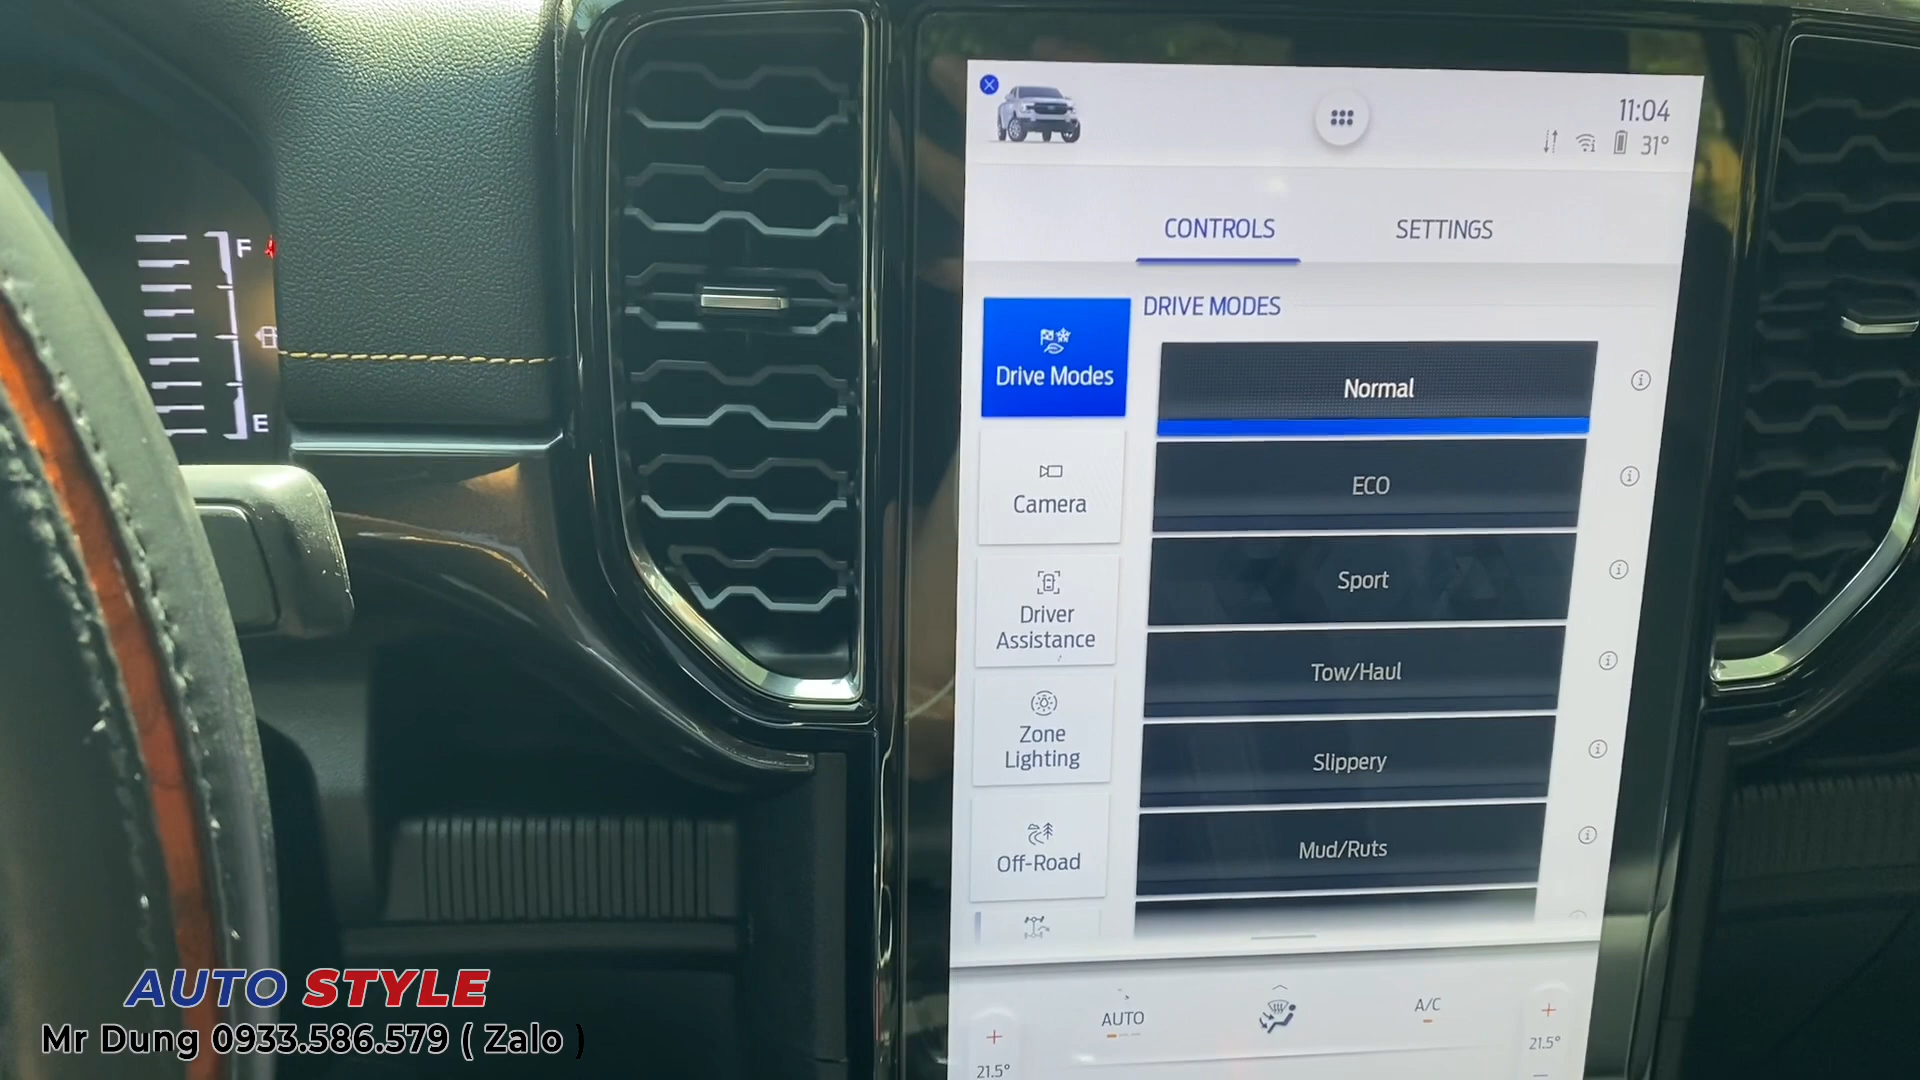 11:04
31°
CONTROLS
SETTINGS
F
E
DRIVE MODES
Drive Modes
Camera
Driver
Assistance
Zone
Lighting
Off-Road
Normal
ECO
Sport
Tow/Haul
Slippery
Mud/Ruts
AUTO
A/C
+
21.5°
+
21.5°
AUTO STYLE
Mr Dung 0933.586.579 ( Zalo )